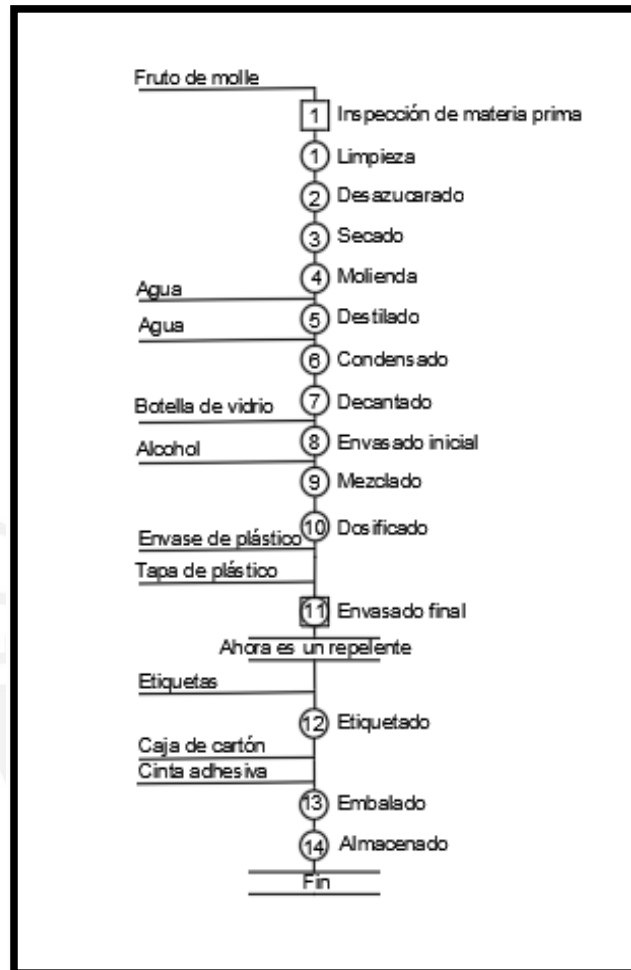 Fruto de molle
1 Inspección de materia prima
1 Limpieza
2 Desazucarado
3 Secado
4 Molienda
Agua
5 Destilado
Agua
6 Condensado
7 Decantado
Botella de vidrio
8 Envasado inicial
Alcohol
9 Mezclado
10 Dosificado
Envase de plástico
Tapa de plástico
11 Envasado final
Ahora es un repelente
Etiquetas
12 Etiquetado
Caja de cartón
Cinta adhesiva
13 Embalado
14 Almacenado
Fin